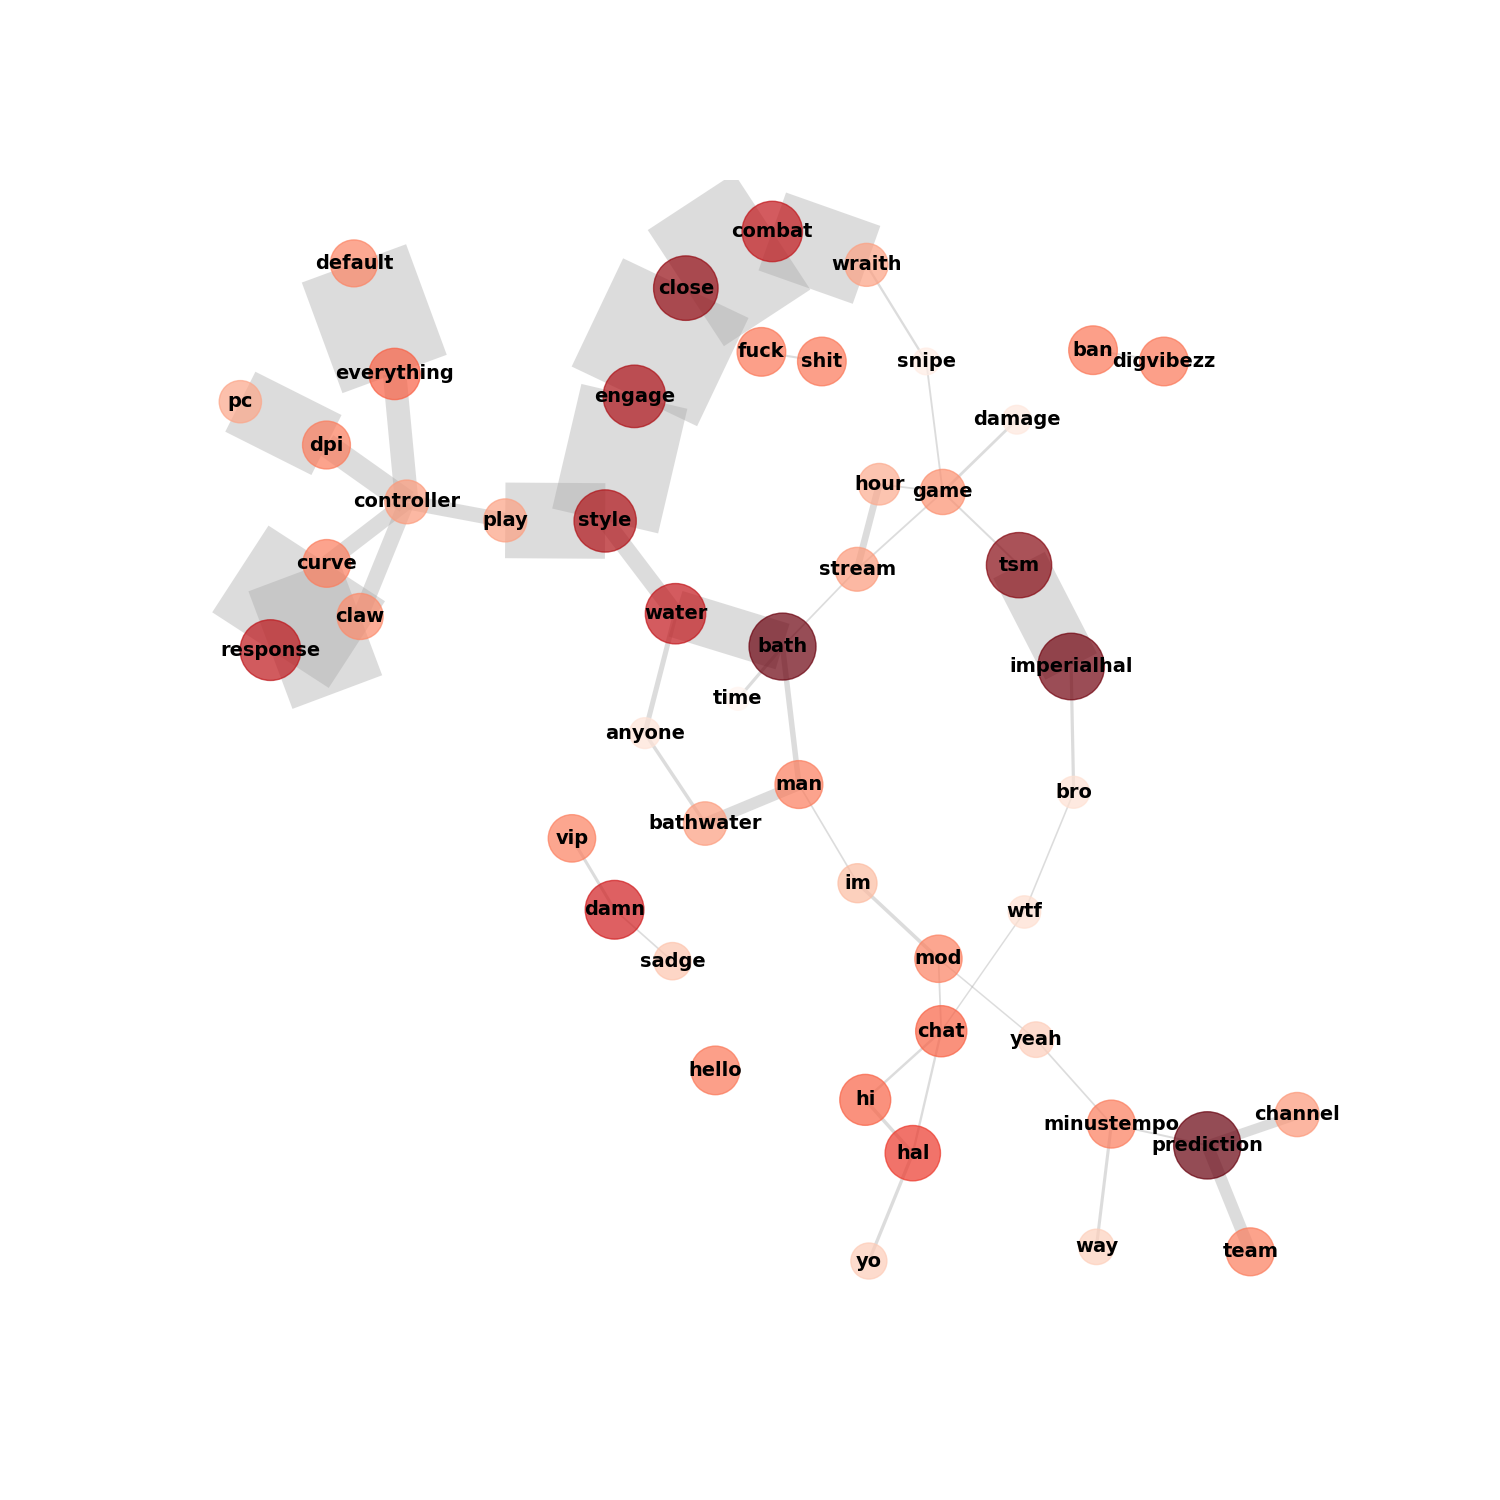 combat
default
wraith
close
fuck
shit
snipe
ban
digvibezz
everything
pc
engage
damage
dpi
hour
game
controller
play
style
curve
stream
tsm
claw
water
response
bath
imperialhal
time
anyone
man
bro
bathwater
vip
im
damn
wtf
sadge
mod
chat
yeah
hello
hi
channel
minustempo
prediction
hal
way
team
yo